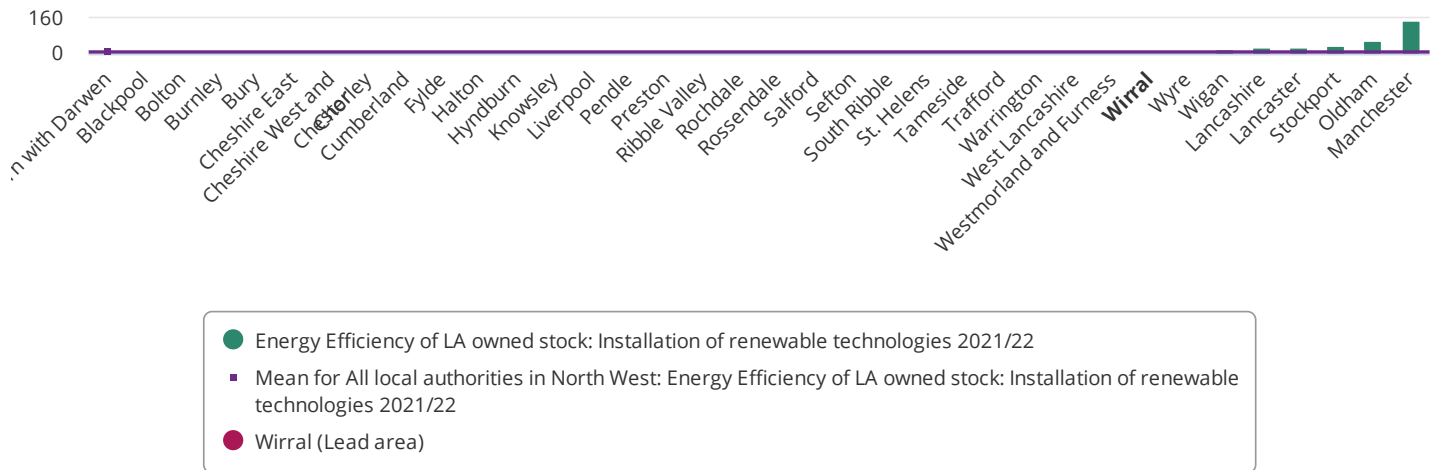 160
0
n with Darwen
Blackpool
Bolton
Burnley
Bury
Cheshire East
Cheshire West and
Chester
Chorley
Cumberland
Fylde
Halton
Hyndburn
Knowsley
Liverpool
Pendle
Preston
Ribble Valley
Rochdale
Rossendale
Salford
Sefton
South Ribble
St. Helens
Tameside
Trafford
Warrington
West Lancashire
Westmorland and Furness
Wirral
Wyre
Wigan
Lancashire
Lancaster
Stockport
Oldham
Manchester
Energy Efficiency of LA owned stock: Installation of renewable technologies 2021/22
Mean for All local authorities in North West: Energy Efficiency of LA owned stock: Installation of renewable
technologies 2021/22
Wirral (Lead area)